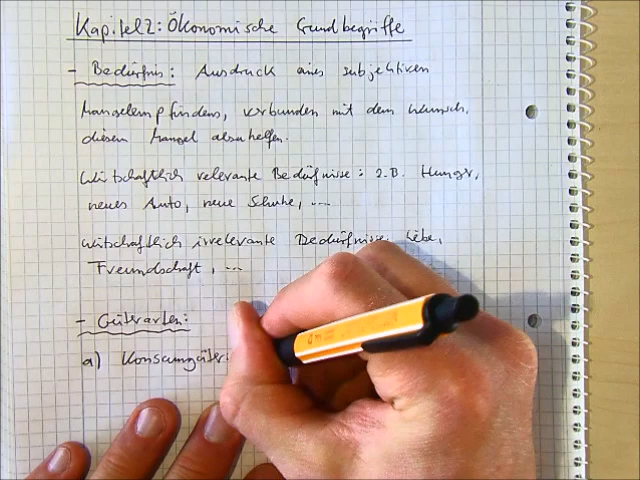 Kapitel 2: Ökonomische Grundbegriffe
- Bedürfnis: Ausdruck eines subjektiven
Mangelempfindens, verbunden mit dem Wunsch,
diesem Mangel abzuhelfen.
Wirtschaftlich relevante Bedürfnisse: z.B. Hunger,
neues Auto, neue Schuhe, ....
Wirtschaftlich irrelevante Bedürfnisse: Liebe,
Freundschaft, ...
- Güterarten:
a) Konsumgüter: